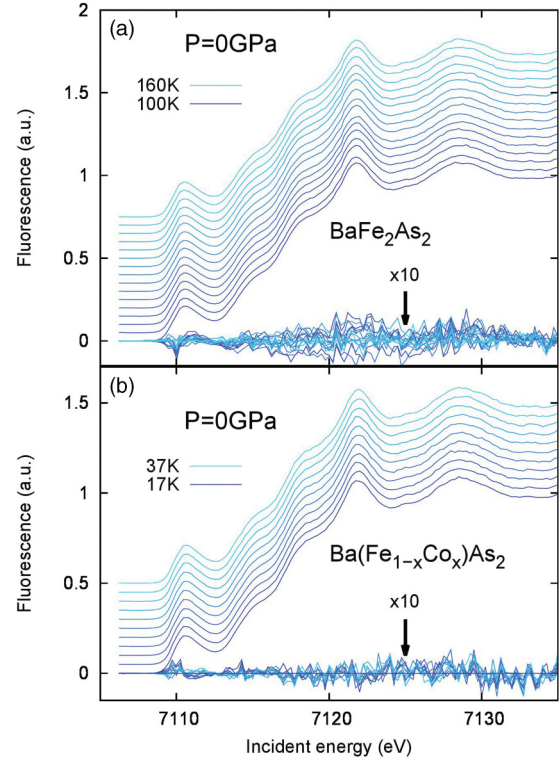 (a)
P=0GPa
160K
100K
BaFe2As2
x10
Fluorescence (a.u.)
2
1.5
1
0.5
0
(b)
P=0GPa
37K
17K
Ba(Fe1−xCox)As2
x10
Fluorescence (a.u.)
1.5
1
0.5
0
7110 7120 7130
Incident energy (eV)